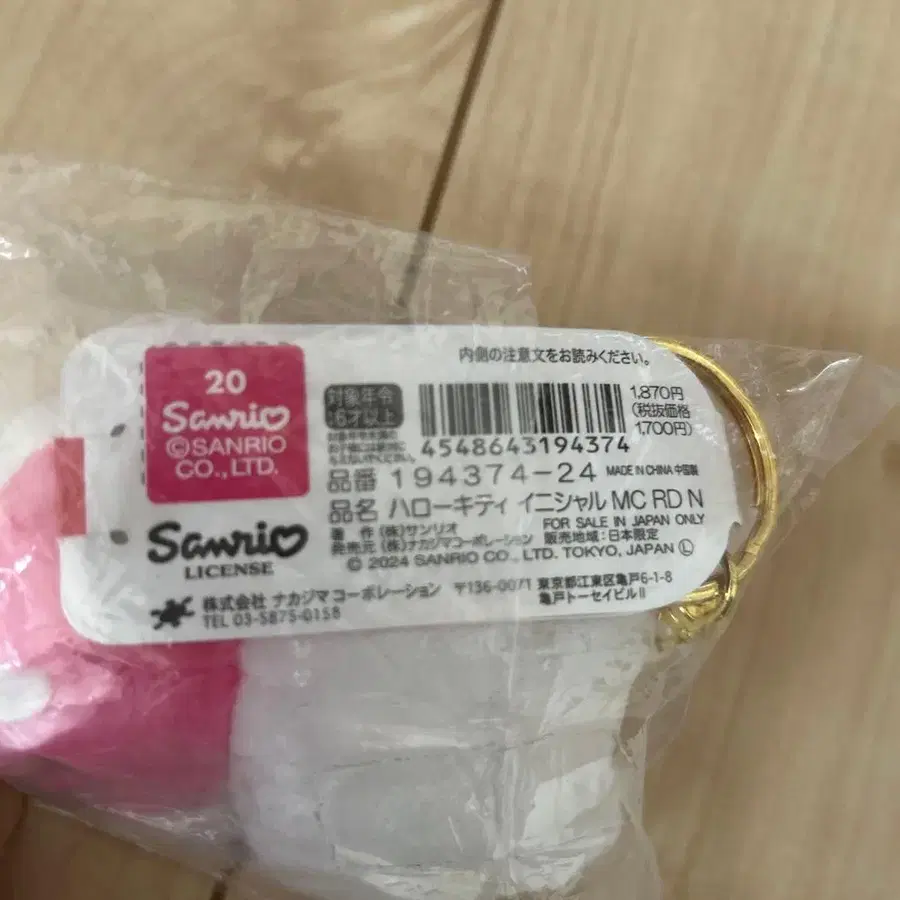 内側の注意文をお読みください。
20
Sanrio
©SANRIO
CO., LTD.
対象年令
6才以上
4548643194374
1,870円
(税抜価格
1,700円)
品番 194374-24 MADE IN CHINA 中国製
品名 ハローキティ イニシャル MC RD N
FOR SALE IN JAPAN ONLY
著 作 (株)サンリオ
発売元 (株)ナカジマコーポレーション 販売地域:日本限定
© 2024 SANRIO CO., LTD. TOKYO, JAPAN Ⓛ
Sanrio
LICENSE
株式会社 ナカジマコーポレーション 〒136-0071 東京都江東区亀戸6-1-8
亀戸トーセイビルⅡ
TEL 03-5875-0158